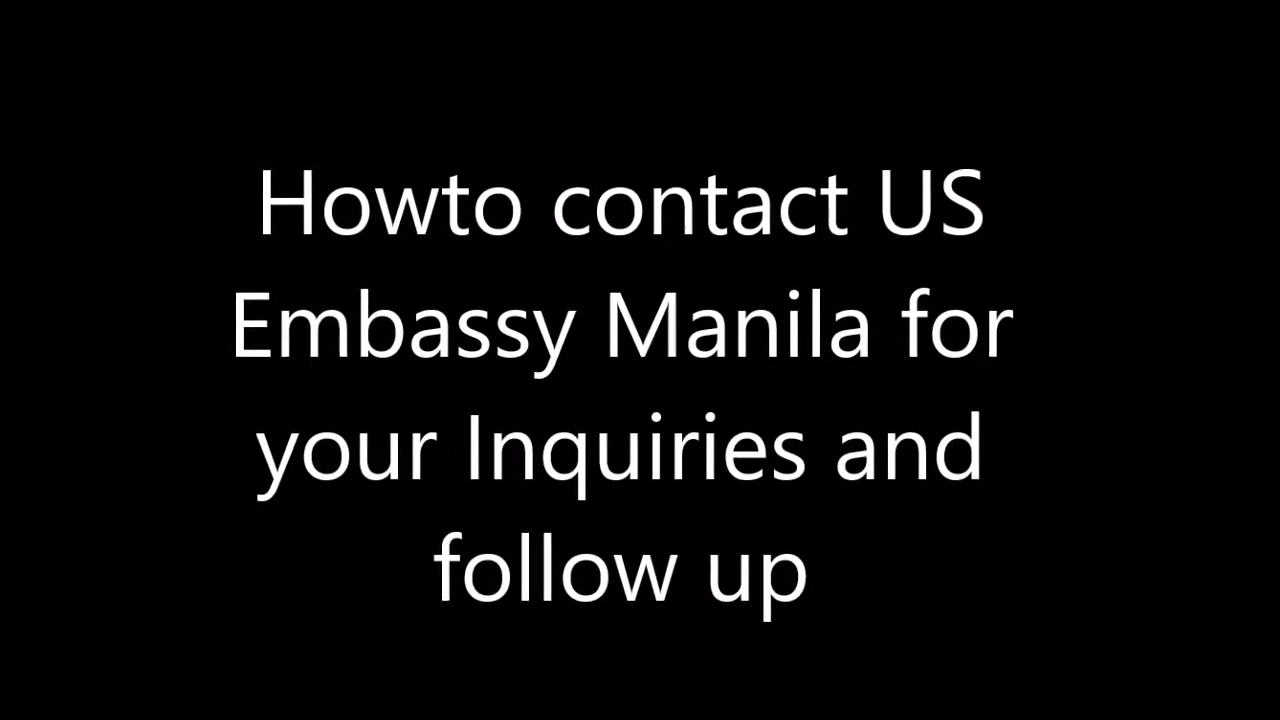 Howto contact US
Embassy Manila for
your Inquiries and
follow up